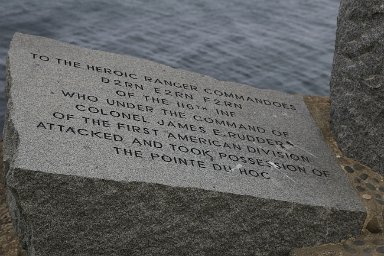 TO THE HEROIC RANGER COMMANDOES
D2RN E2RN F2RN
OF THE 116TH INF
WHO UNDER THE COMMAND OF
COLONEL JAMES E. RUDDER
OF THE FIRST AMERICAN DIVISION
ATTACKED AND TOOK POSSESSION OF
THE POINTE DU HOC